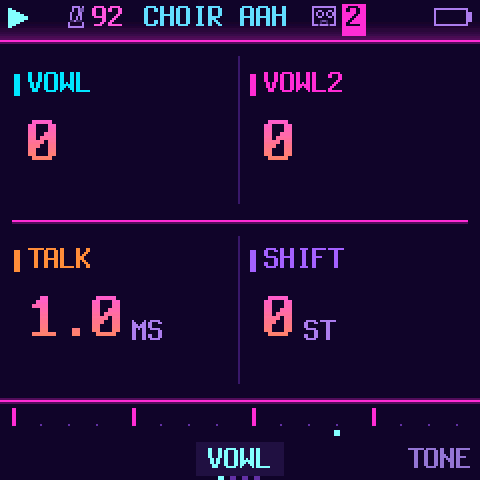 92 CHOIR AAH 2
VOWL VOWL2
0 0
TALK SHIFT
1.0 MS 0 ST
VOWL TONE